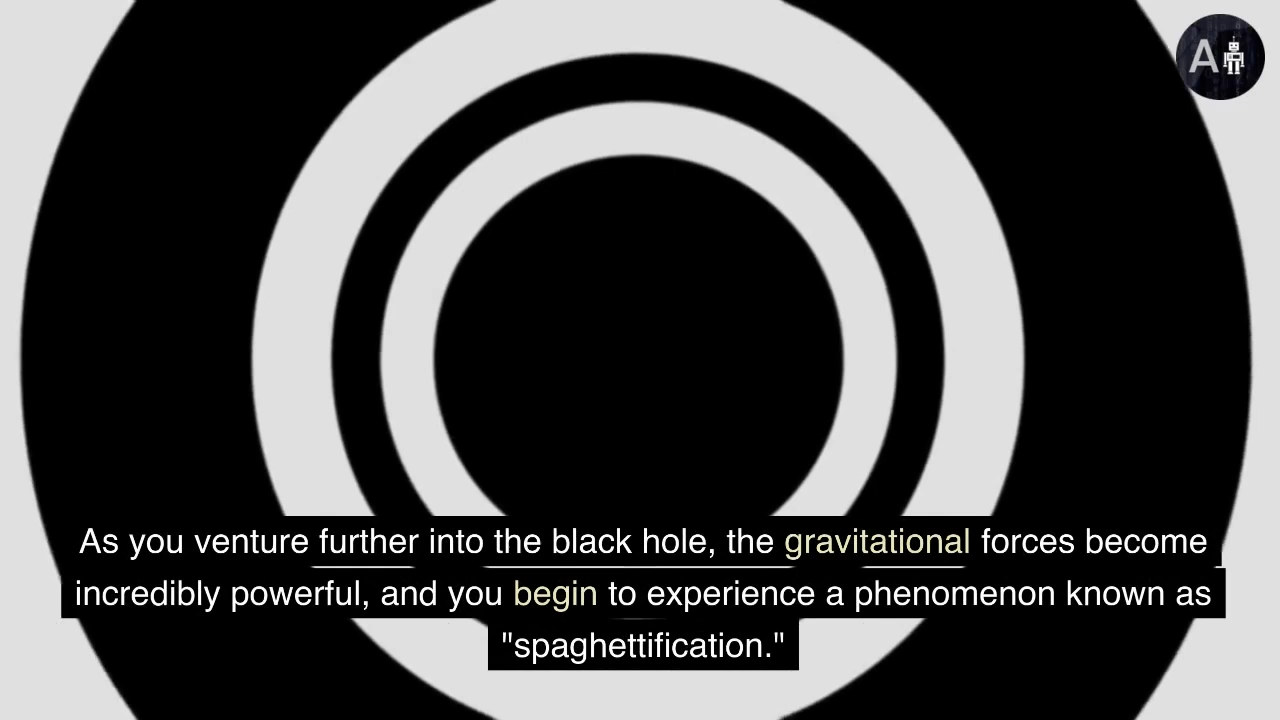 A
As you venture further into the black hole, the gravitational forces become
incredibly powerful, and you begin to experience a phenomenon known as
"spaghettification."